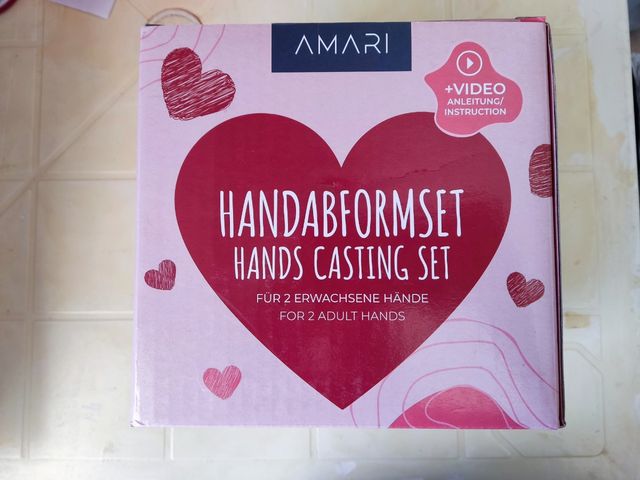 AMARI
+VIDEO
ANLEITUNG/
INSTRUCTION
HANDABFORMSET
HANDS CASTING SET
FÜR 2 ERWACHSENE HÄNDE
FOR 2 ADULT HANDS